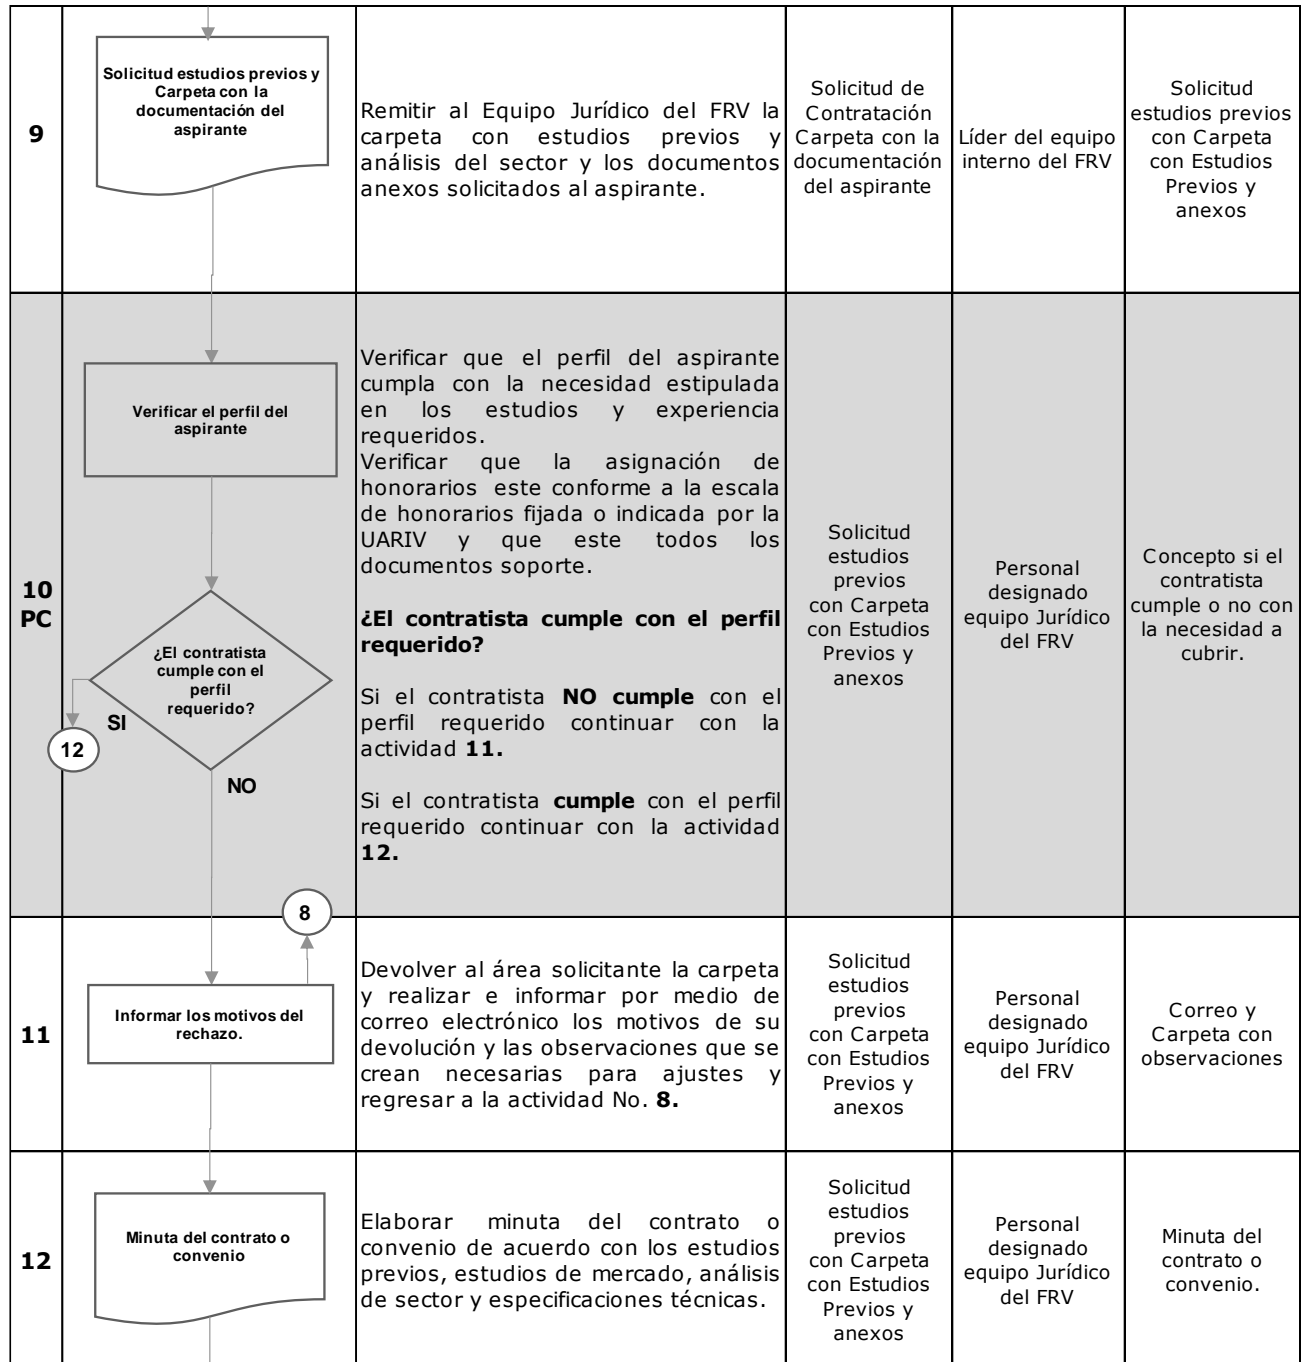 9
Solicitud estudios previos y
Carpeta con la
documentación del
aspirante
Remitir al Equipo Jurídico del FRV la
carpeta con estudios previos y
análisis del sector y los documentos
anexos solicitados al aspirante.
Solicitud de
Contratación
Carpeta con la
documentación
del aspirante
Líder del equipo
interno del FRV
Solicitud
estudios previos
con Carpeta
con Estudios
Previos y
anexos
10
PC
Verificar el perfil del
aspirante
¿El contratista
cumple con el
perfil
requerido?
SI
12
NO
Verificar que el perfil del aspirante
cumpla con la necesidad estipulada
en los estudios y experiencia
requeridos.
Verificar que la asignación de
honorarios este conforme a la escala
de honorarios fijada o indicada por la
UARIV y que este todos los
documentos soporte.
¿El contratista cumple con el perfil
requerido?
Si el contratista NO cumple con el
perfil requerido continuar con la
actividad 11.
Si el contratista cumple con el perfil
requerido continuar con la actividad
12.
Solicitud
estudios
previos
con Carpeta
con Estudios
Previos y
anexos
Personal
designado
equipo Jurídico
del FRV
Concepto si el
contratista
cumple o no con
la necesidad a
cubrir.
8
11
Informar los motivos del
rechazo.
Devolver al área solicitante la carpeta
y realizar e informar por medio de
correo electrónico los motivos de su
devolución y las observaciones que se
crean necesarias para ajustes y
regresar a la actividad No. 8.
Solicitud
estudios
previos
con Carpeta
con Estudios
Previos y
anexos
Personal
designado
equipo Jurídico
del FRV
Correo y
Carpeta con
observaciones
12
Minuta del contrato o
convenio
Elaborar minuta del contrato o
convenio de acuerdo con los estudios
previos, estudios de mercado, análisis
de sector y especificaciones técnicas.
Solicitud
estudios
previos
con Carpeta
con Estudios
Previos y
anexos
Personal
designado
equipo Jurídico
del FRV
Minuta del
contrato o
convenio.